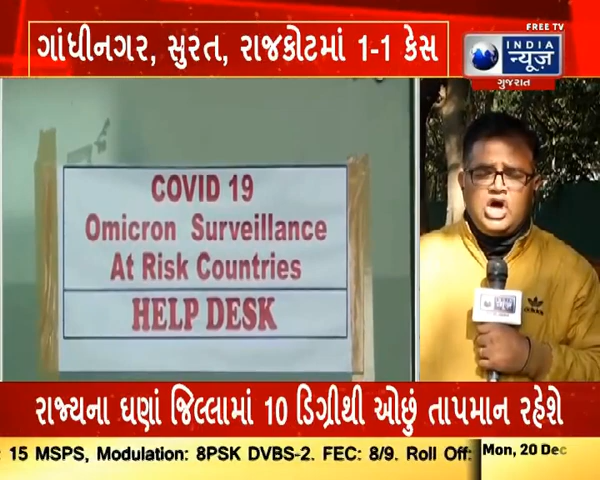 FREE TV
ગાંધીનગર, સુરત, રાજકોટમાં 1-1 કેસ
INDIA
ન્યૂઝ
ગુજરાત
COVID 19
Omicron Surveillance
At Risk Countries
HELP DESK
adidas
રાજ્યના ઘણાં જિલ્લામાં 10 ડિગ્રીથી ઓછું તાપમાન રહેશે
: 15 MSPS, Modulation: 8PSK DVBS-2. FEC: 8/9. Roll Off: Mon, 20 Dec